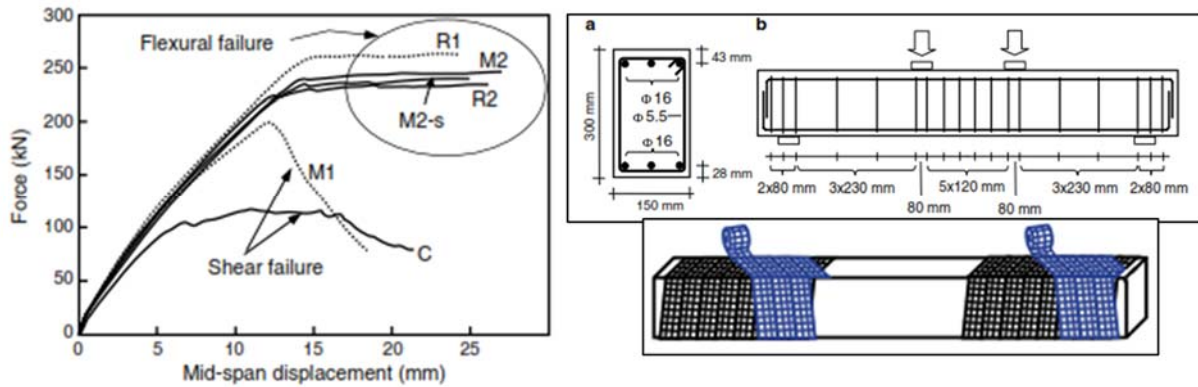 300
250
200
150
100
50
0
Force (kN)
0 5 10 15 20 25
Mid-span displacement (mm)
Flexural failure
R1
M2
R2
M2-s
M1
Shear failure
C
a
300 mm
43 mm
Φ16
Φ5.5
Φ16
28 mm
150 mm
b
2x80 mm 3x230 mm 5x120 mm 3x230 mm 2x80 mm
80 mm 80 mm